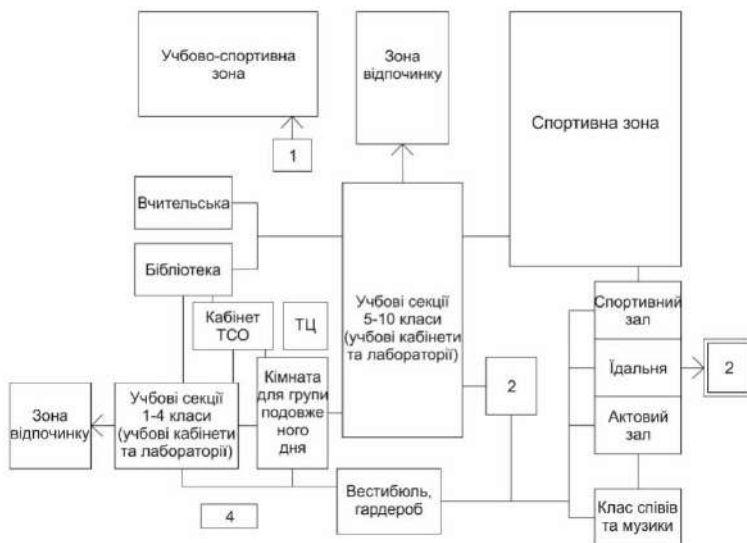 Учбово-спортивна
зона
Зона
відпочинку
Спортивна зона
1
Вчительська
Бібліотека
Кабінет
ТСО
ТЦ
Учбові секції
5-10 класи
(учбові кабінети
та лабораторії)
Спортивний
зал
Їдальня
2
Актовий
зал
Клас співів
та музики
2
Зона
відпочинку
Учбові секції
1-4 класи
(учбові кабінети
та лабораторії)
Кімната
для групи
подовже
ного
дня
4
Вестибюль,
гардероб